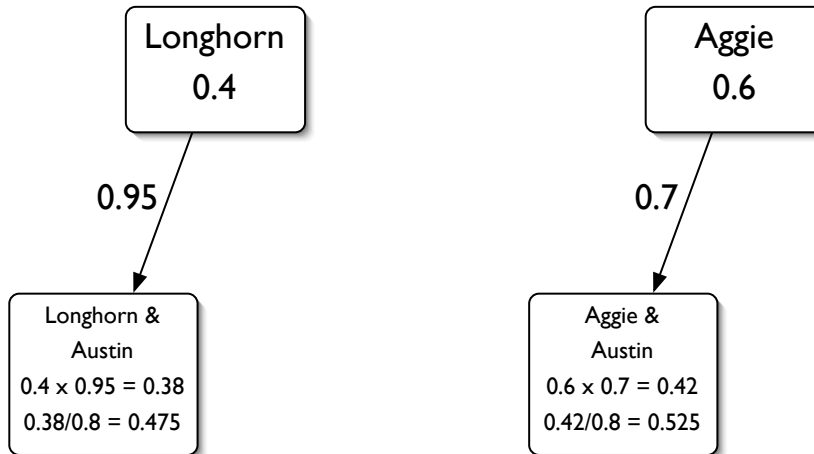 Longhorn
0.4
Aggie
0.6
0.95
0.7
Longhorn &
Austin
0.4 x 0.95 = 0.38
0.38/0.8 = 0.475
Aggie &
Austin
0.6 x 0.7 = 0.42
0.42/0.8 = 0.525